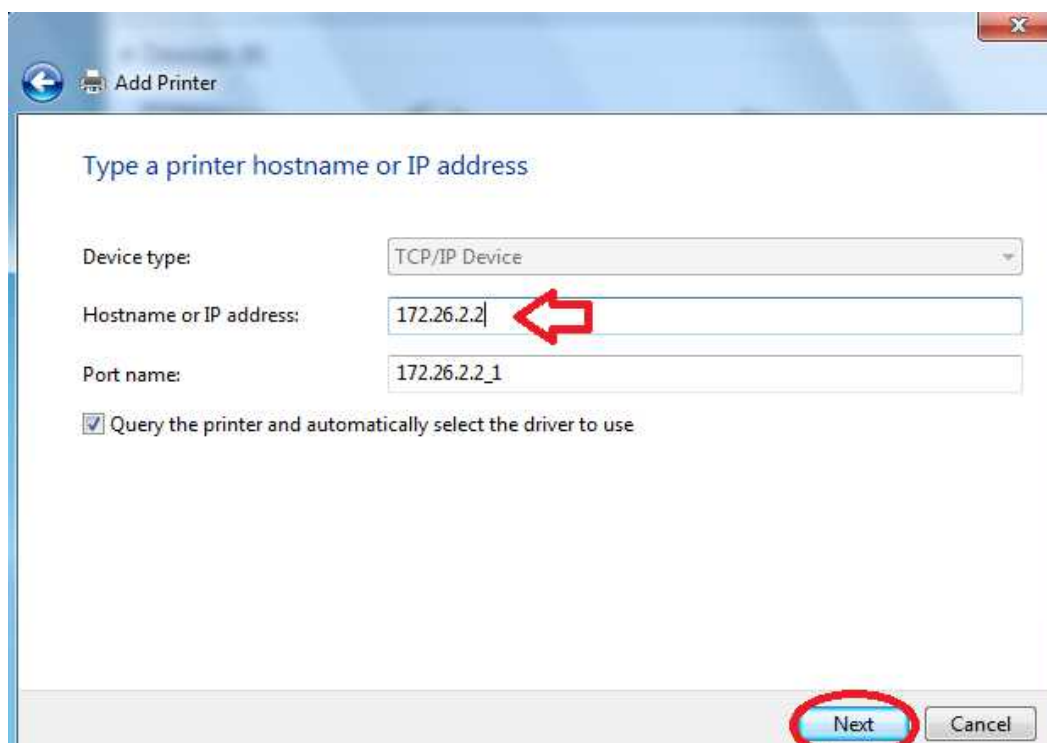 Add Printer
Type a printer hostname or IP address
Device type: TCP/IP Device
Hostname or IP address: 172.26.2.2
Port name: 172.26.2.2_1
Query the printer and automatically select the driver to use
Next Cancel